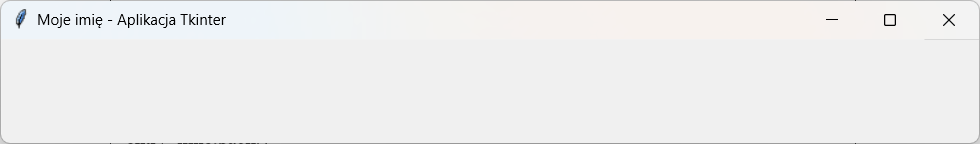 Moje imię - Aplikacja Tkinter